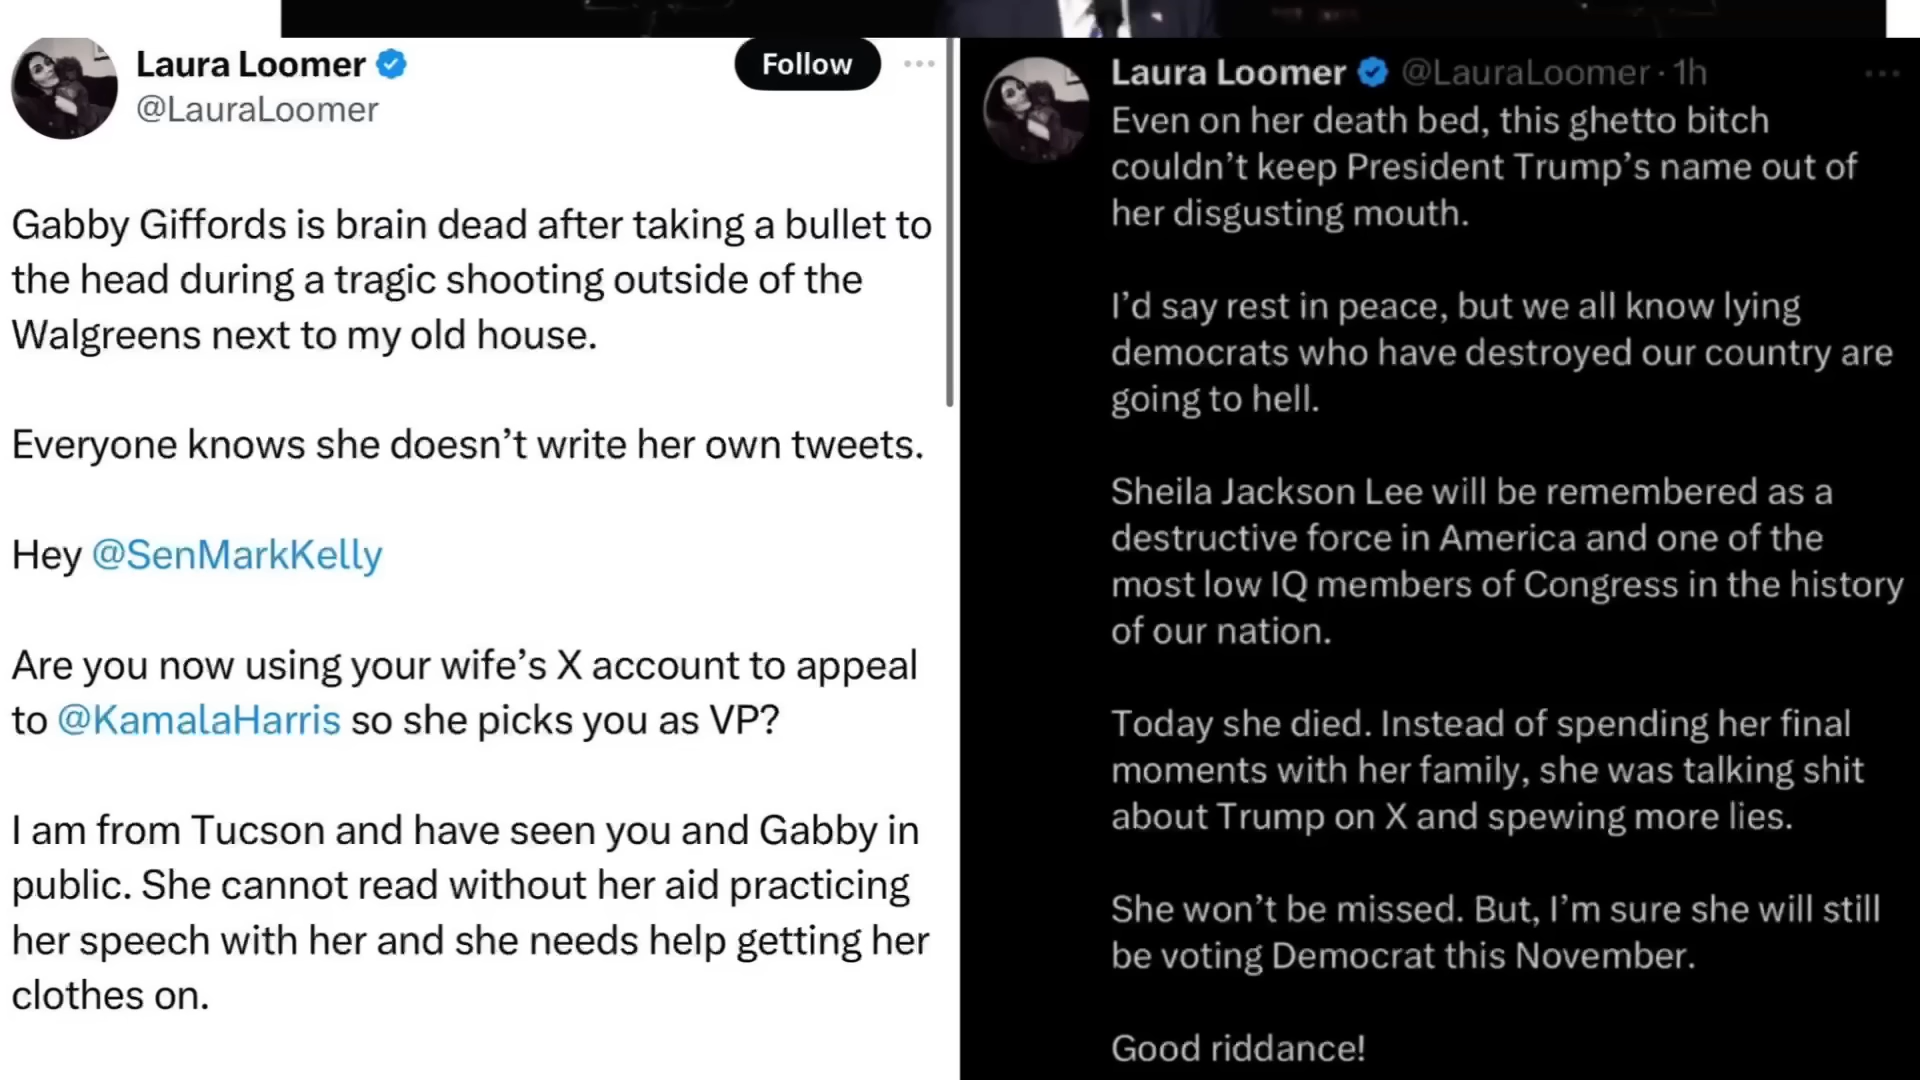 Laura Loomer
@LauraLoomer
Follow
Gabby Giffords is brain dead after taking a bullet to
the head during a tragic shooting outside of the
Walgreens next to my old house.
Everyone knows she doesn’t write her own tweets.
Hey @SenMarkKelly
Are you now using your wife’s X account to appeal
to @KamalaHarris so she picks you as VP?
I am from Tucson and have seen you and Gabby in
public. She cannot read without her aid practicing
her speech with her and she needs help getting her
clothes on.
Laura Loomer @LauraLoomer · 1h
Even on her death bed, this ghetto bitch
couldn’t keep President Trump’s name out of
her disgusting mouth.
I’d say rest in peace, but we all know lying
democrats who have destroyed our country are
going to hell.
Sheila Jackson Lee will be remembered as a
destructive force in America and one of the
most low IQ members of Congress in the history
of our nation.
Today she died. Instead of spending her final
moments with her family, she was talking shit
about Trump on X and spewing more lies.
She won’t be missed. But, I’m sure she will still
be voting Democrat this November.
Good riddance!